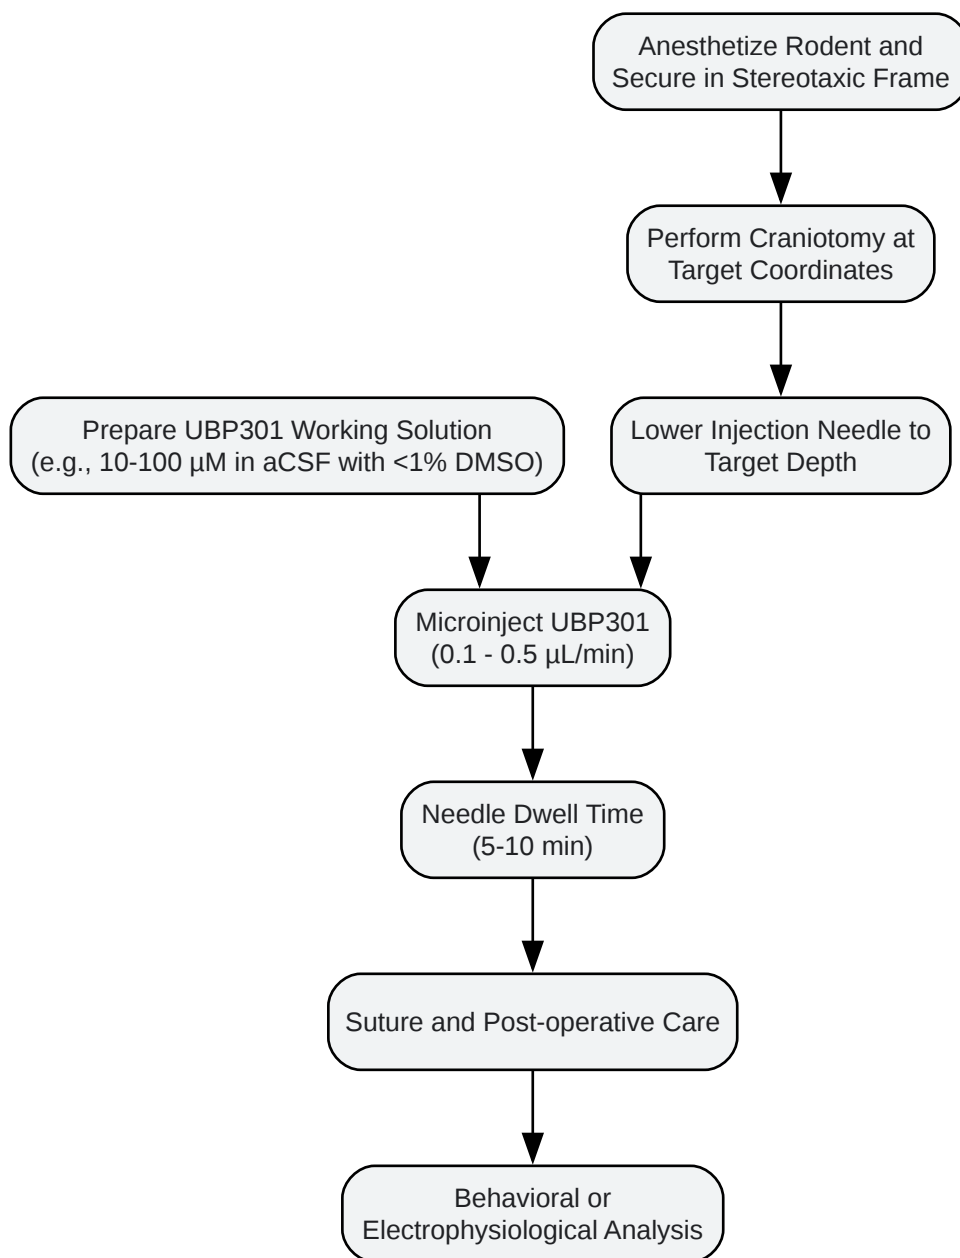 Anesthetize Rodent and
Secure in Stereotaxic Frame
Perform Craniotomy at
Target Coordinates
Prepare UBP301 Working Solution
(e.g., 10-100 µM in aCSF with <1% DMSO)
Lower Injection Needle to
Target Depth
Microinject UBP301
(0.1 - 0.5 µL/min)
Needle Dwell Time
(5-10 min)
Suture and Post-operative Care
Behavioral or
Electrophysiological Analysis